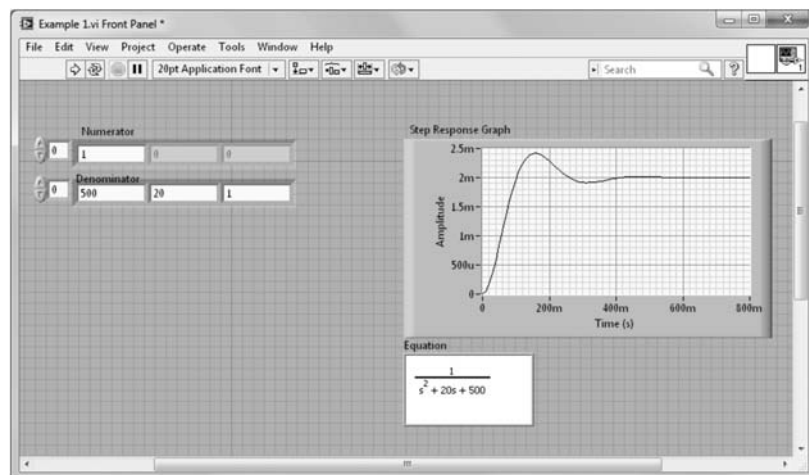 Example 1.vi Front Panel *
File Edit View Project Operate Tools Window Help
20pt Application Font
Search
1
Numerator
0 1 0 0
Denominator
0 500 20 1
Step Response Graph
2.5m
2m
1.5m
1m
500u
0
Amplitude
0 200m 400m 600m 800m
Time (s)
Equation
1
s² + 20s + 500